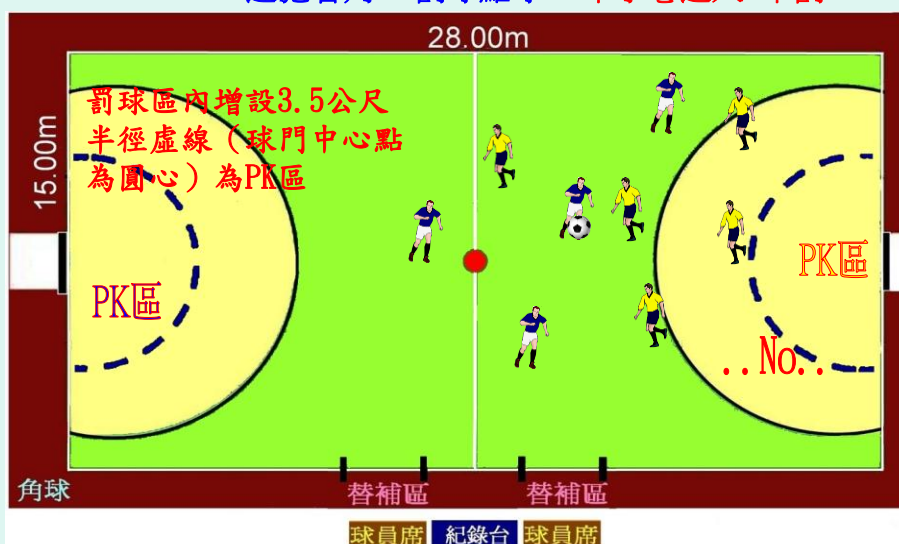 28.00m
15.00m
罰球區內增設3.5公尺
半徑虛線（球門中心點
為圓心）為PK區
PK區
PK區
..No..
角球
替補區
替補區
球員席
紀錄台
球員席